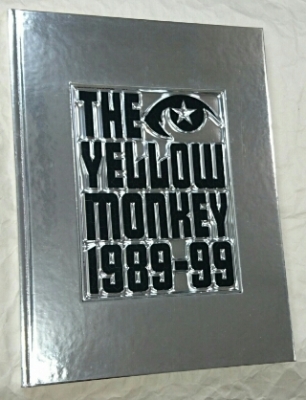 THE
YELLOW
MONKEY
1989-99